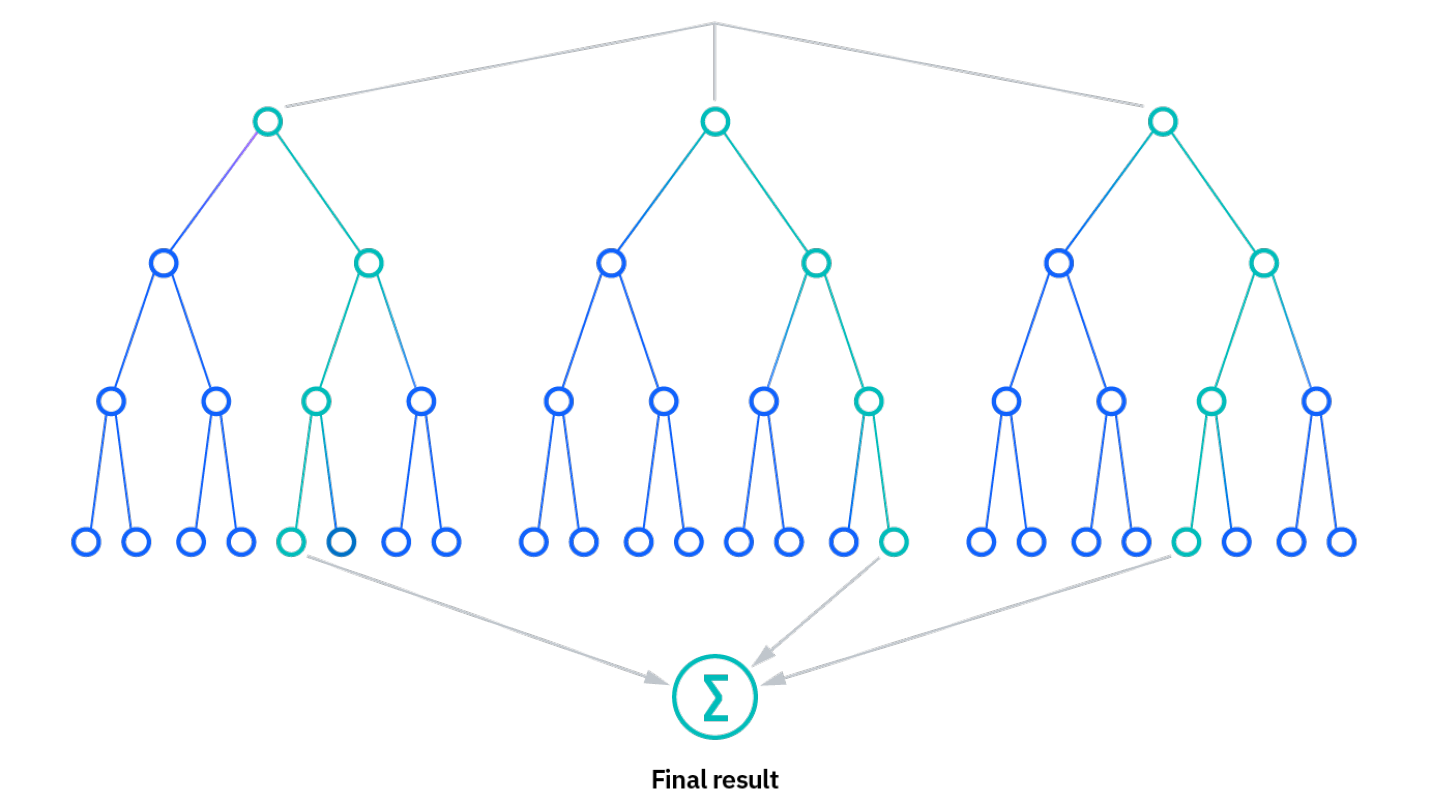 Σ
Final result